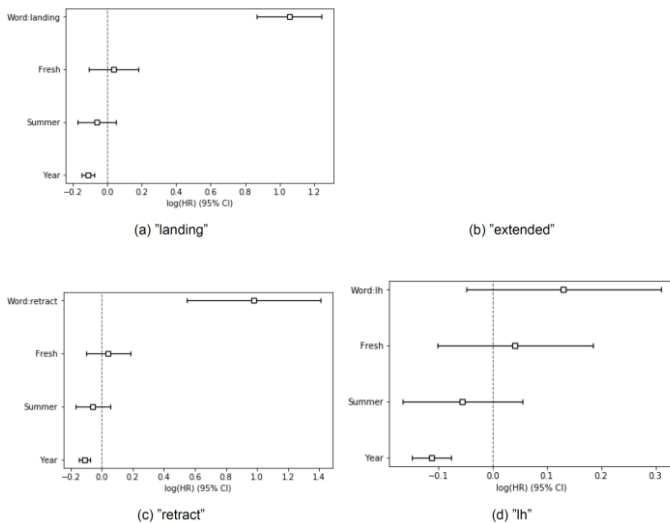 Word:landing
Fresh
Summer
Year
−0.2 0.0 0.2 0.4 0.6 0.8 1.0 1.2
log(HR) (95% CI)
(a) "landing"
(b) "extended"
Word:retract
Fresh
Summer
Year
−0.2 0.0 0.2 0.4 0.6 0.8 1.0 1.2 1.4
log(HR) (95% CI)
(c) "retract"
Word:lh
Fresh
Summer
Year
−0.1 0.0 0.1 0.2 0.3
log(HR) (95% CI)
(d) "lh"